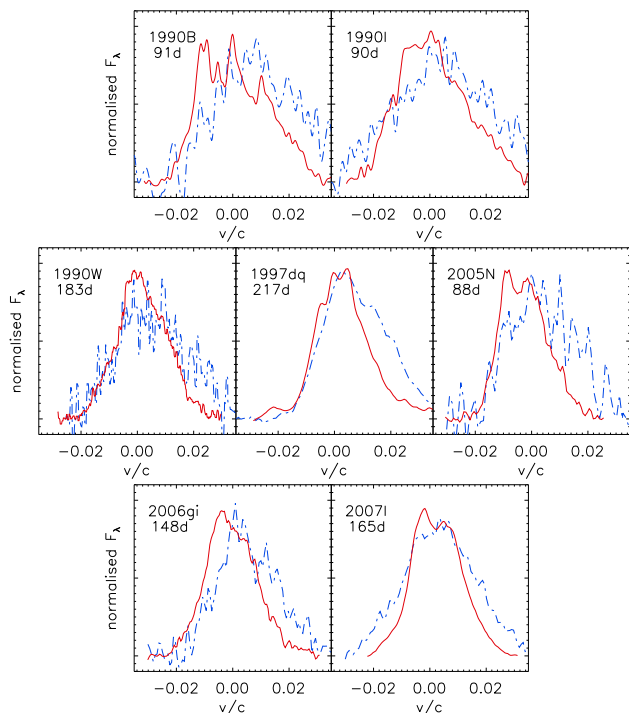 1990B
91d
1990I
90d
normalised Fλ
−0.02 0.00 0.02 −0.02 0.00 0.02
v/c v/c
1990W
183d
1997dq
217d
2005N
88d
normalised Fλ
−0.02 0.00 0.02 −0.02 0.00 0.02 −0.02 0.00 0.02
v/c v/c v/c
2006gi
148d
2007I
165d
normalised Fλ
−0.02 0.00 0.02 −0.02 0.00 0.02
v/c v/c